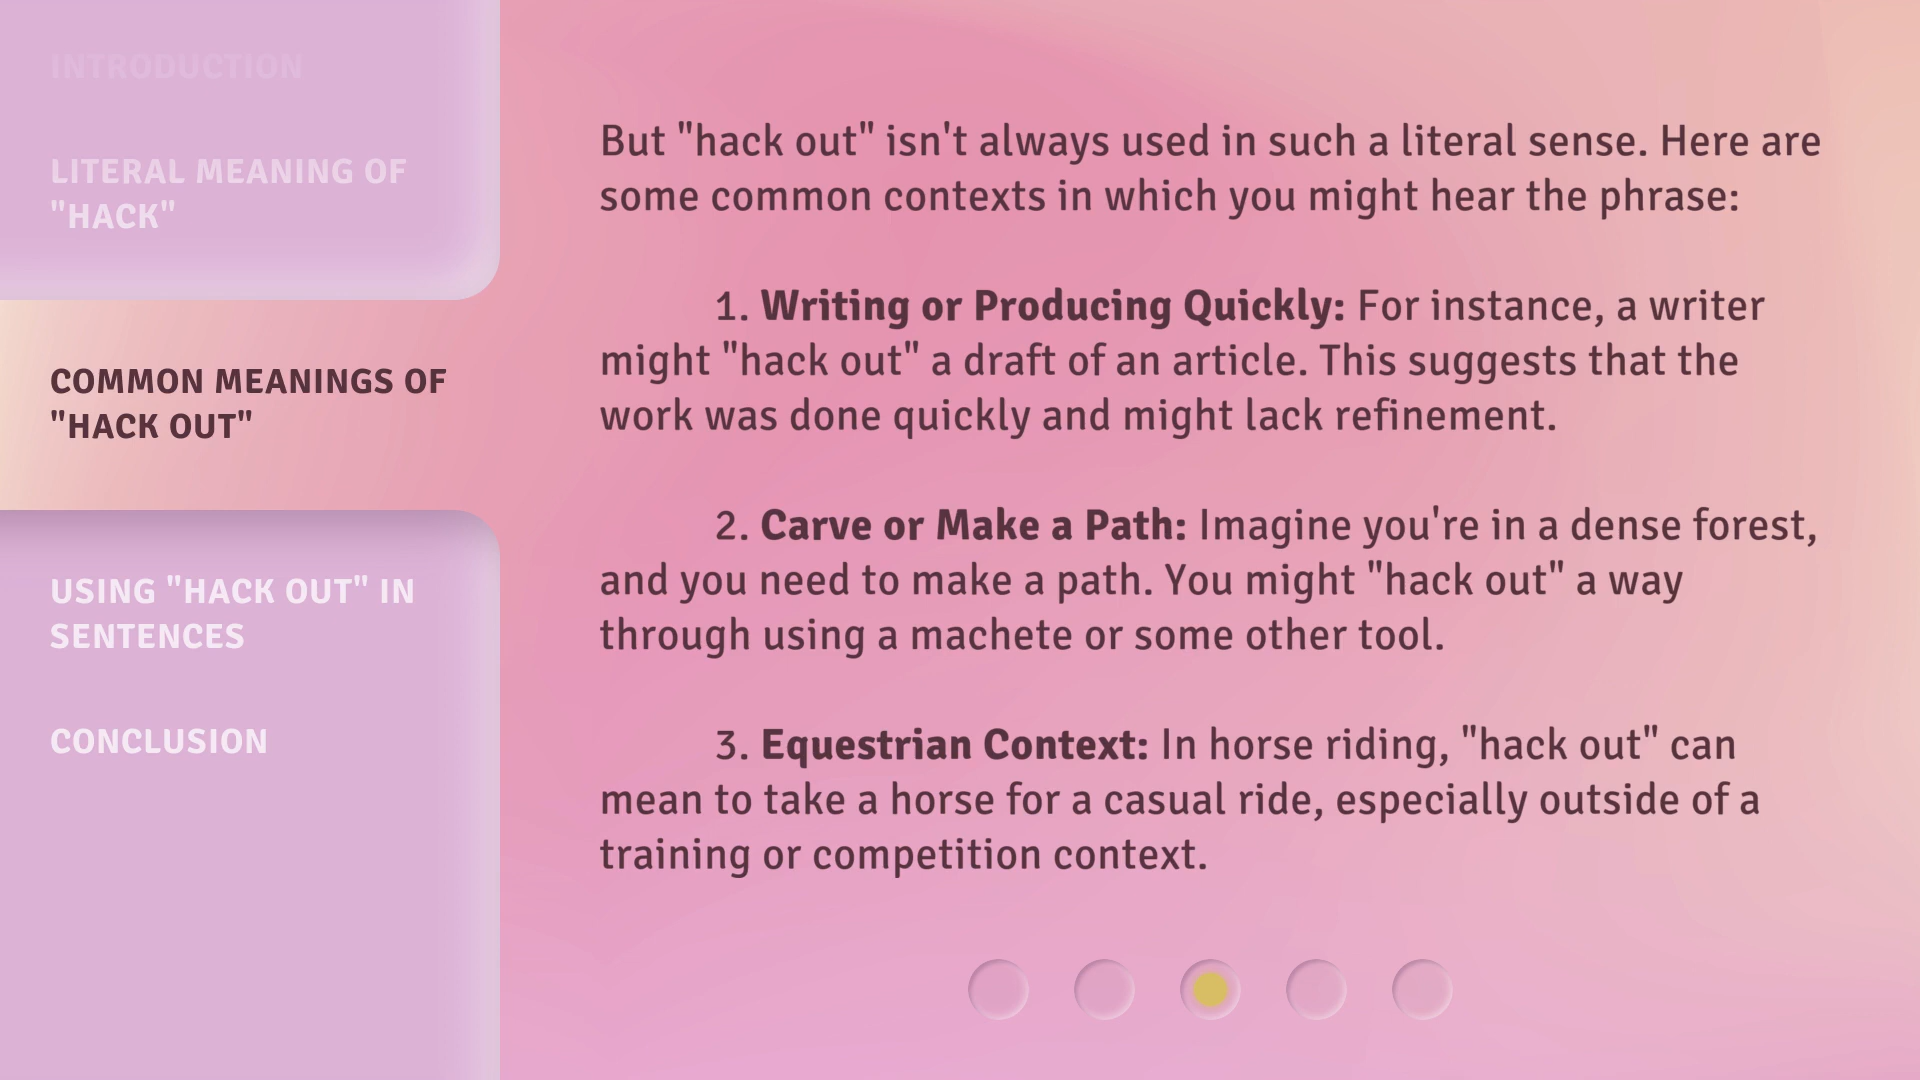 INTRODUCTION
LITERAL MEANING OF
"HACK"
COMMON MEANINGS OF
"HACK OUT"
USING "HACK OUT" IN
SENTENCES
CONCLUSION
But "hack out" isn't always used in such a literal sense. Here are
some common contexts in which you might hear the phrase:
1. Writing or Producing Quickly: For instance, a writer
might "hack out" a draft of an article. This suggests that the
work was done quickly and might lack refinement.
2. Carve or Make a Path: Imagine you're in a dense forest,
and you need to make a path. You might "hack out" a way
through using a machete or some other tool.
3. Equestrian Context: In horse riding, "hack out" can
mean to take a horse for a casual ride, especially outside of a
training or competition context.